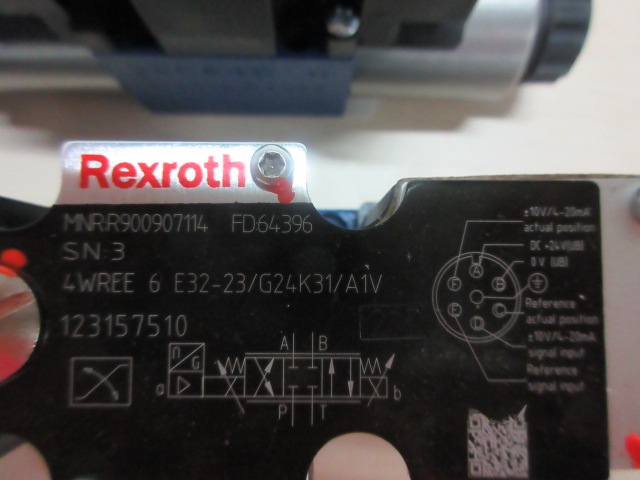 Rexroth
MNR:R900907114 FD64396
SN:3
4WREE 6 E32-23/G24K31/A1V
123157510
n
G
a
A B
P T
b
±10V/4-20mA
actual position
DC +24V(UB)
0 V (UB)
Reference
actual position
±10V/4-20mA
signal input
Reference
signal input
A
B
C
D
E
F